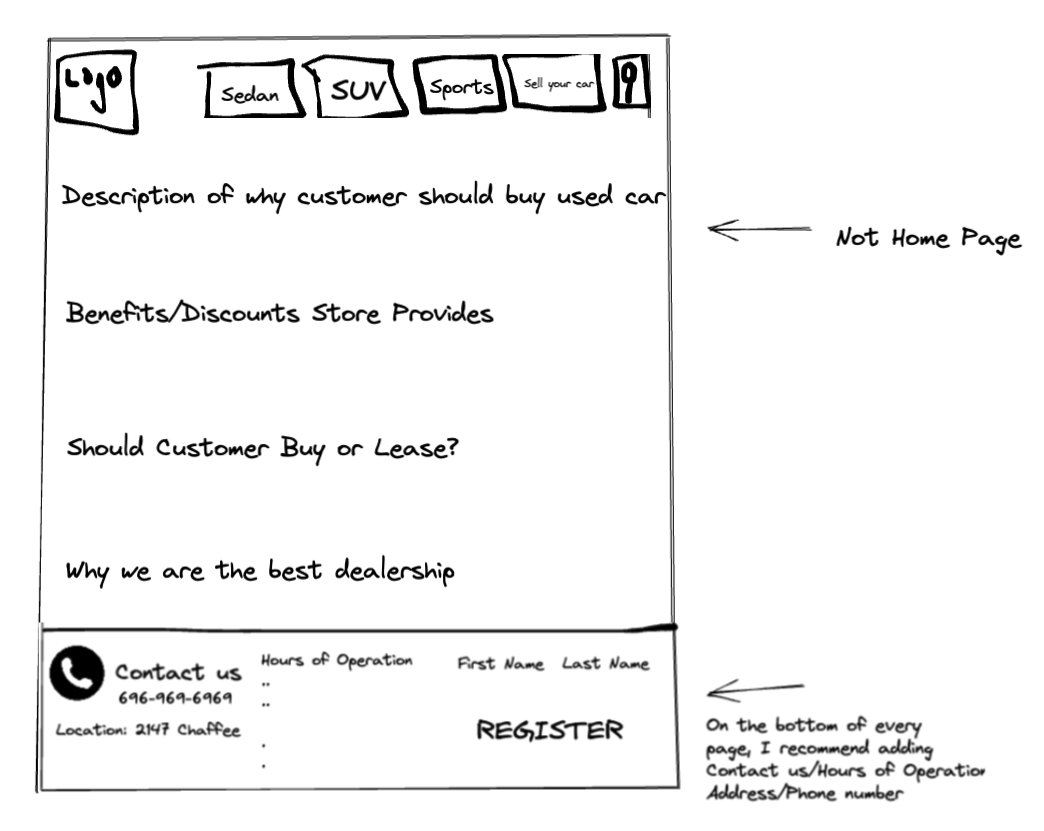 Logo
Sedan
SUV
Sports
Sell your car
Description of why customer should buy used car
Not Home Page
Benefits/Discounts Store Provides
Should Customer Buy or Lease?
Why we are the best dealership
Contact us
696-969-6969
Location: 2147 Chaffee
Hours of Operation
..
..
.
.
First Name Last Name
REGISTER
On the bottom of every
page, I recommend adding
Contact us/Hours of Operation
Address/Phone number